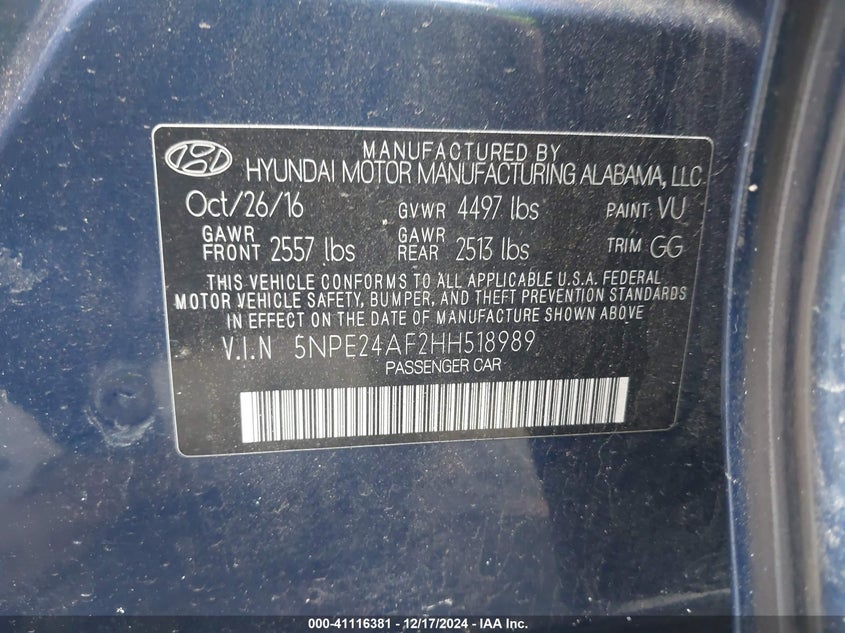 MANUFACTURED BY
HYUNDAI MOTOR MANUFACTURING ALABAMA, LLC
Oct/26/16 GVWR 4497 lbs PAINT VU
GAWR FRONT 2557 lbs GAWR REAR 2513 lbs TRIM GG
THIS VEHICLE CONFORMS TO ALL APPLICABLE U.S.A. FEDERAL
MOTOR VEHICLE SAFETY, BUMPER, AND THEFT PREVENTION STANDARDS
IN EFFECT ON THE DATE OF MANUFACTURE SHOWN ABOVE
V.I.N 5NPE24AF2HH518989
PASSENGER CAR
000-41116381 - 12/17/2024 - IAA Inc.